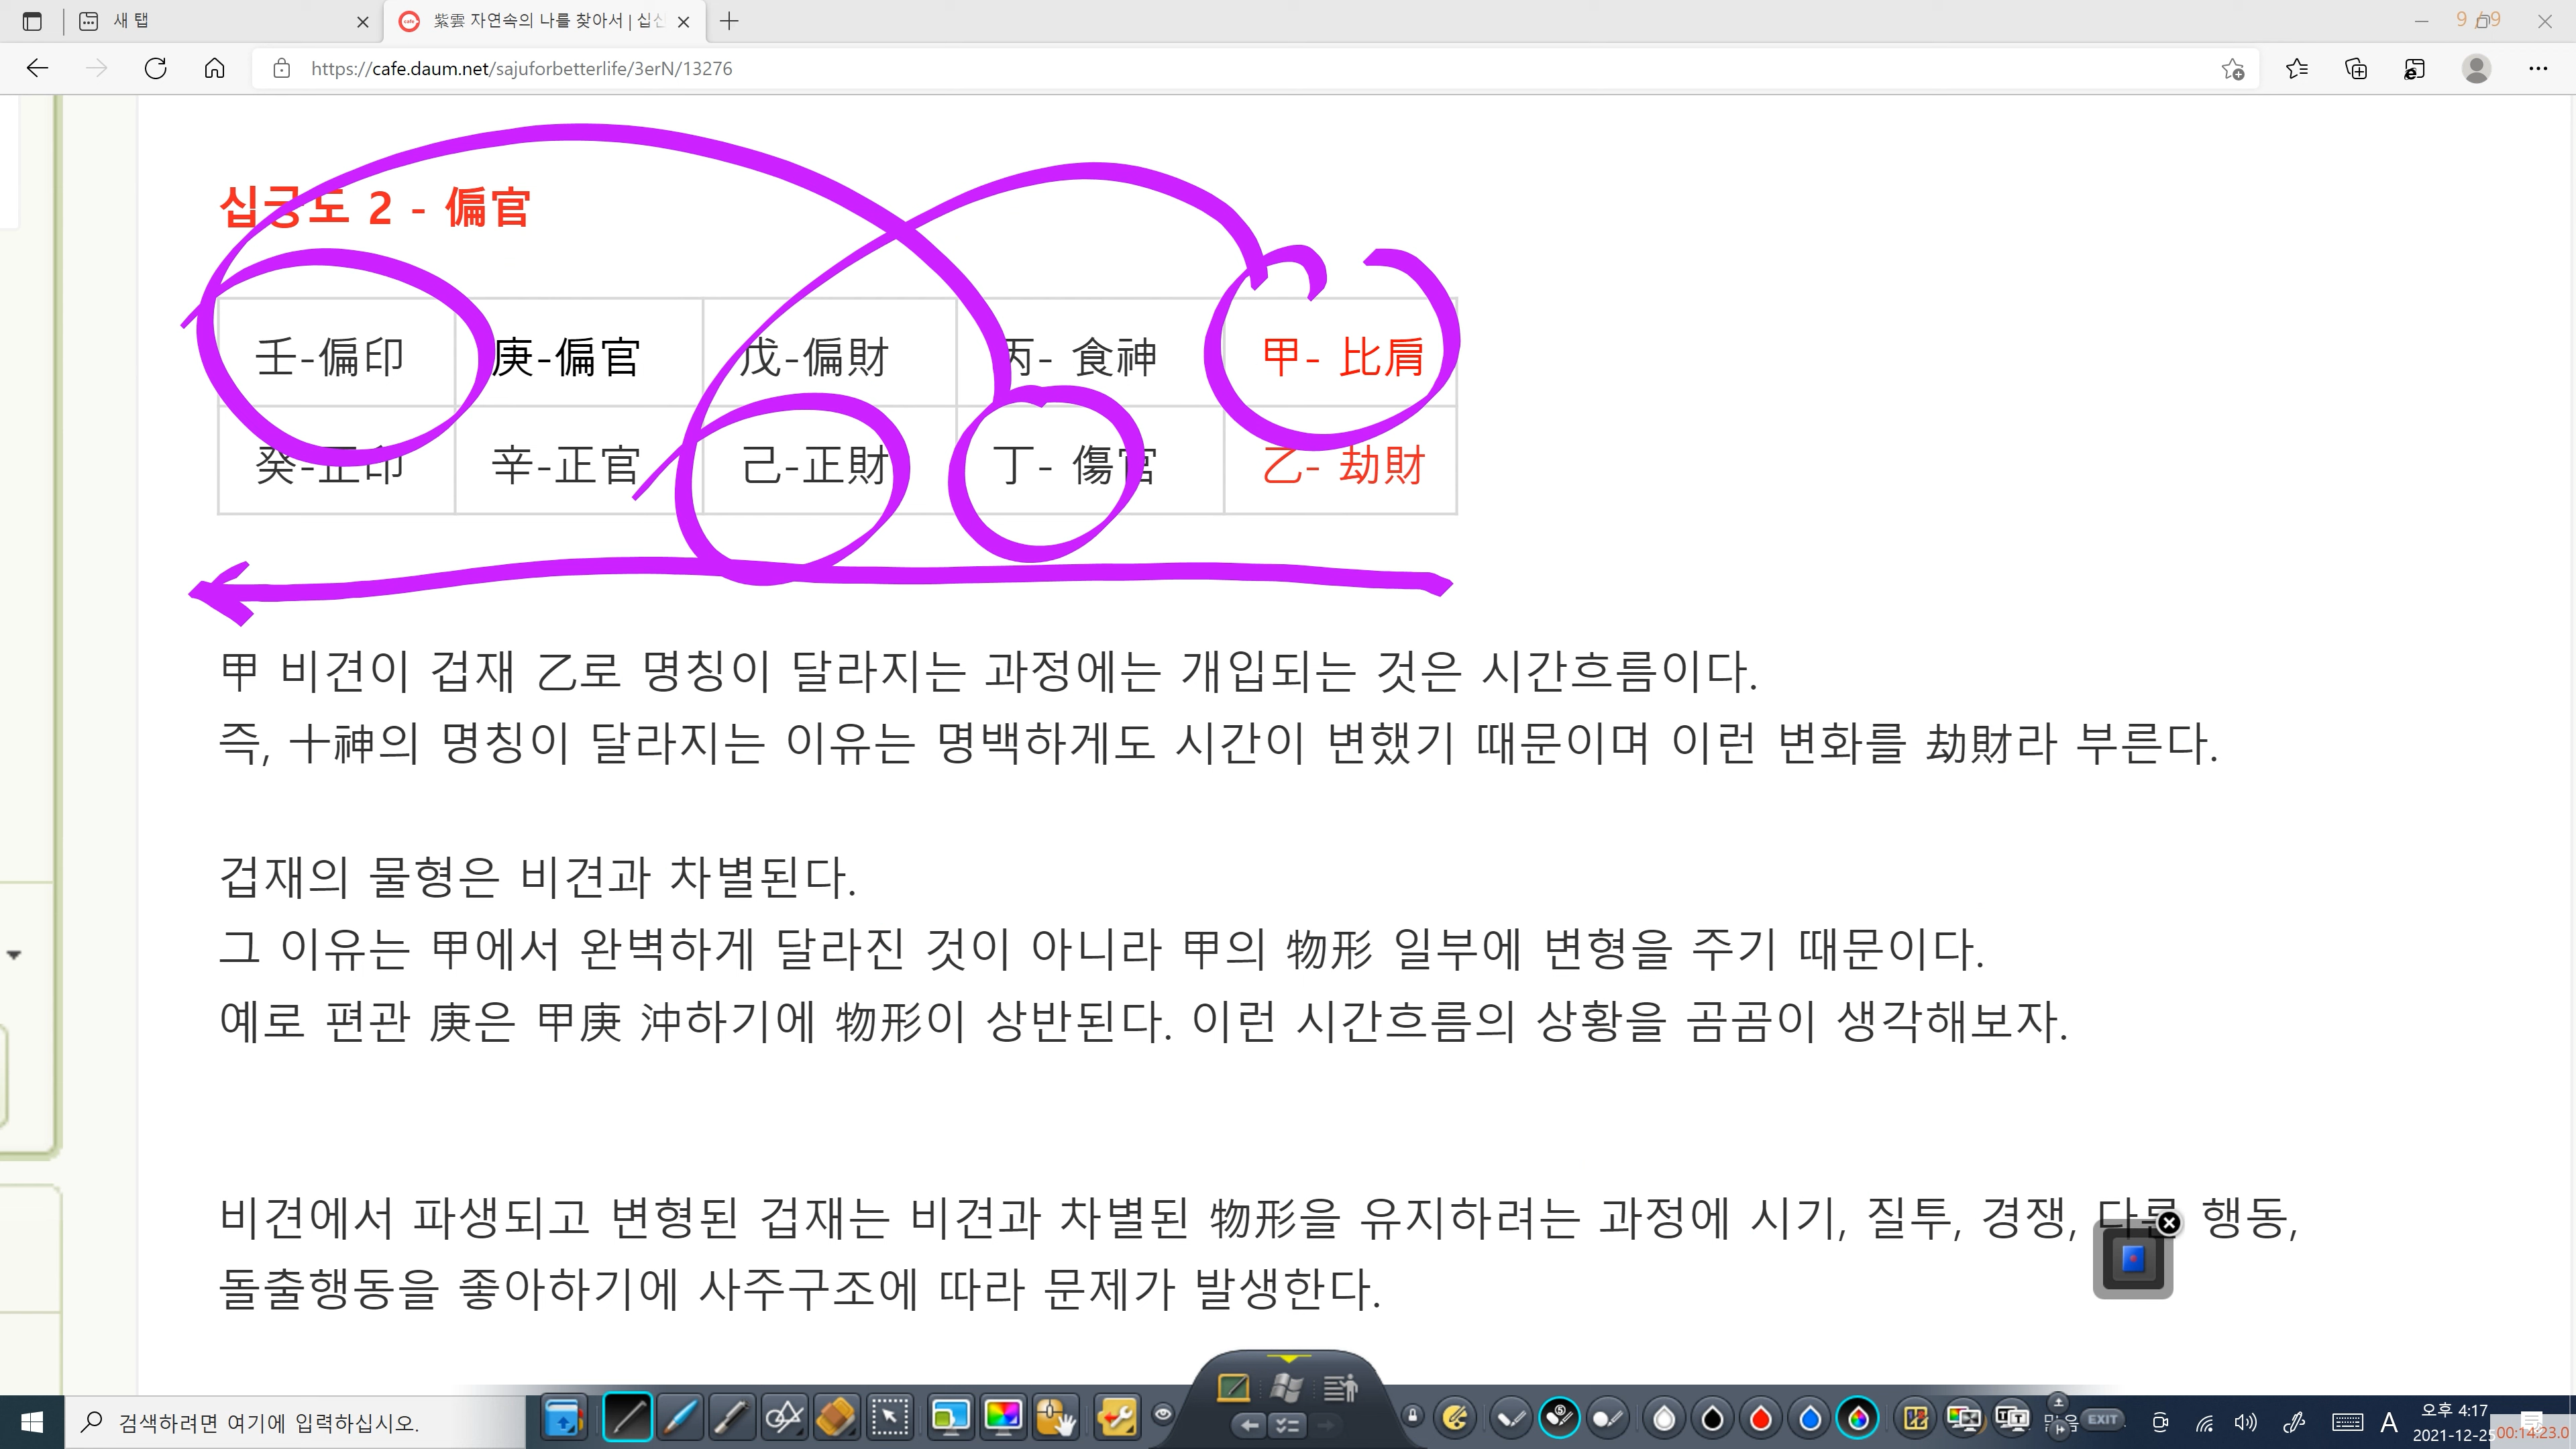 새 탭
紫雲 자연속의 나를 찾아서 | 십신
9 / 9
https://cafe.daum.net/sajuforbetterlife/3erN/13276
십궁도 2 - 偏官
壬-偏印 庚-偏官 戊-偏財 丙- 食神 甲- 比肩
癸-正印 辛-正官 己-正財 丁- 傷官 乙- 劫財
甲 비견이 겁재 乙로 명칭이 달라지는 과정에는 개입되는 것은 시간흐름이다.
즉, 十神의 명칭이 달라지는 이유는 명백하게도 시간이 변했기 때문이며 이런 변화를 劫財라 부른다.
겁재의 물형은 비견과 차별된다.
그 이유는 甲에서 완벽하게 달라진 것이 아니라 甲의 物形 일부에 변형을 주기 때문이다.
예로 편관 庚은 甲庚 沖하기에 物形이 상반된다. 이런 시간흐름의 상황을 곰곰이 생각해보자.
비견에서 파생되고 변형된 겁재는 비견과 차별된 物形을 유지하려는 과정에 시기, 질투, 경쟁, 다른 행동,
돌출행동을 좋아하기에 사주구조에 따라 문제가 발생한다.
검색하려면 여기에 입력하십시오.
EXIT
A
오후 4:17
2021-12-25
00:14:23.0